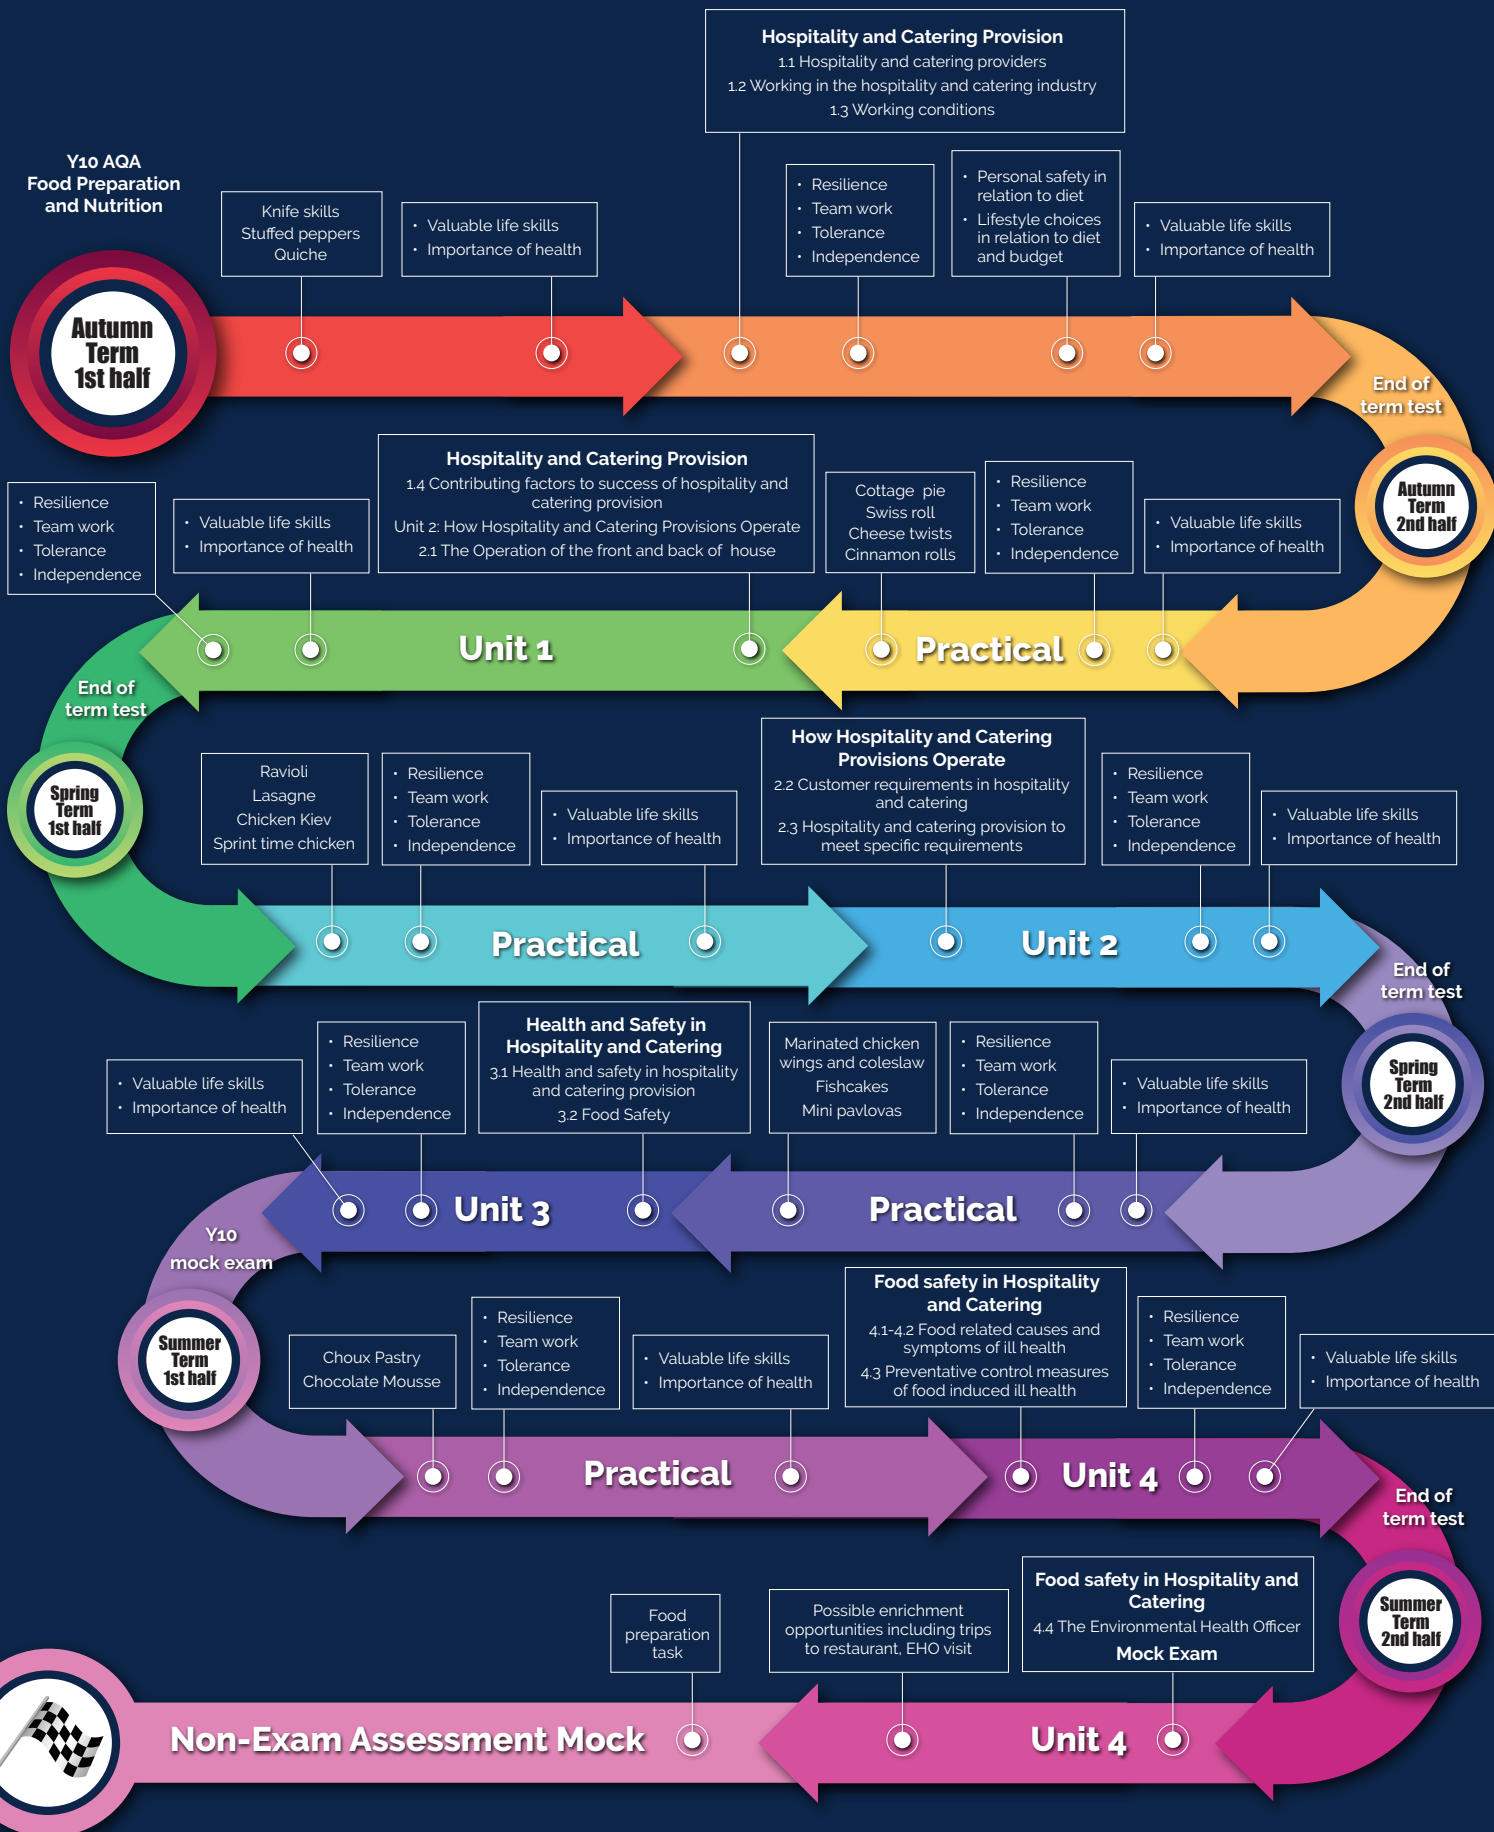 Y10 AQA
Food Preparation
and Nutrition
Autumn
Term
1st half
Knife skills
Stuffed peppers
Quiche
• Valuable life skills
• Importance of health
Hospitality and Catering Provision
1.1 Hospitality and catering providers
1.2 Working in the hospitality and catering industry
1.3 Working conditions
• Resilience
• Team work
• Tolerance
• Independence
• Personal safety in
relation to diet
• Lifestyle choices
in relation to diet
and budget
• Valuable life skills
• Importance of health
End of
term test
Autumn
Term
2nd half
• Valuable life skills
• Importance of health
• Resilience
• Team work
• Tolerance
• Independence
Practical
Cottage pie
Swiss roll
Cheese twists
Cinnamon rolls
Hospitality and Catering Provision
1.4 Contributing factors to success of hospitality and
catering provision
Unit 2: How Hospitality and Catering Provisions Operate
2.1 The Operation of the front and back of house
Unit 1
• Valuable life skills
• Importance of health
• Resilience
• Team work
• Tolerance
• Independence
End of
term test
Spring
Term
1st half
Ravioli
Lasagne
Chicken Kiev
Sprint time chicken
• Resilience
• Team work
• Tolerance
• Independence
Practical
• Valuable life skills
• Importance of health
How Hospitality and Catering
Provisions Operate
2.2 Customer requirements in hospitality
and catering
2.3 Hospitality and catering provision to
meet specific requirements
Unit 2
• Resilience
• Team work
• Tolerance
• Independence
• Valuable life skills
• Importance of health
End of
term test
Spring
Term
2nd half
• Valuable life skills
• Importance of health
• Resilience
• Team work
• Tolerance
• Independence
Practical
Marinated chicken
wings and coleslaw
Fishcakes
Mini pavlovas
Health and Safety in
Hospitality and Catering
3.1 Health and safety in hospitality
and catering provision
3.2 Food Safety
Unit 3
• Resilience
• Team work
• Tolerance
• Independence
• Valuable life skills
• Importance of health
Y10
mock exam
Summer
Term
1st half
Choux Pastry
Chocolate Mousse
• Resilience
• Team work
• Tolerance
• Independence
Practical
• Valuable life skills
• Importance of health
Food safety in Hospitality
and Catering
4.1-4.2 Food related causes and
symptoms of ill health
4.3 Preventative control measures
of food induced ill health
Unit 4
• Resilience
• Team work
• Tolerance
• Independence
• Valuable life skills
• Importance of health
End of
term test
Summer
Term
2nd half
Food safety in Hospitality and
Catering
4.4 The Environmental Health Officer
Mock Exam
Unit 4
Possible enrichment
opportunities including trips
to restaurant, EHO visit
Food
preparation
task
Non-Exam Assessment Mock